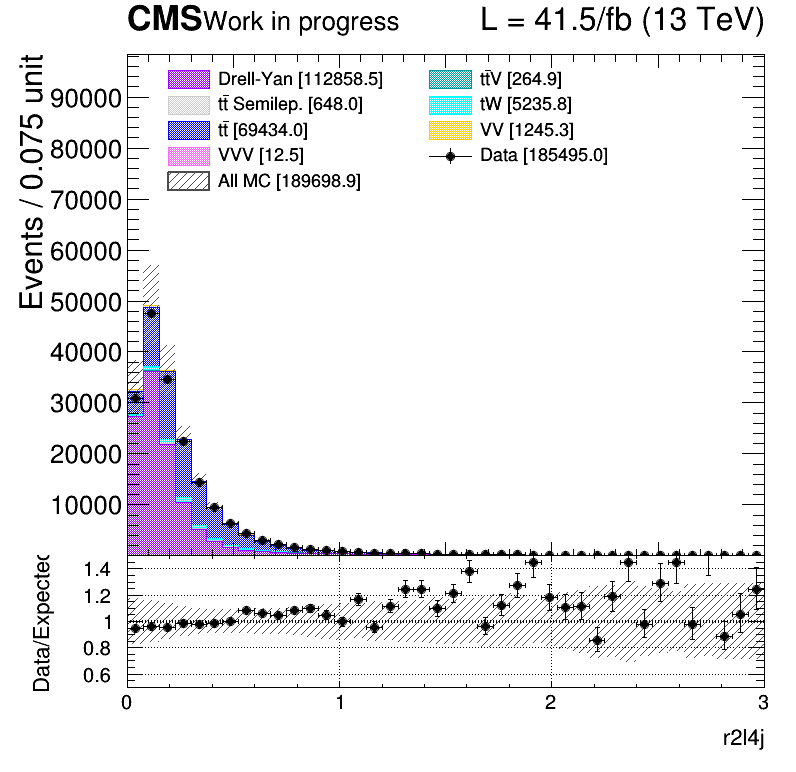 CMS Work in progress L = 41.5/fb (13 TeV)
Events / 0.075 unit
90000
80000
70000
60000
50000
40000
30000
20000
10000
Drell-Yan [112858.5]
tt̄ Semilep. [648.0]
tt̄ [69434.0]
VVV [12.5]
All MC [189698.9]
tt̄V [264.9]
tW [5235.8]
VV [1245.3]
Data [185495.0]
Data/Expected
1.4
1.2
1
0.8
0.6
0 1 2 3
r2l4j